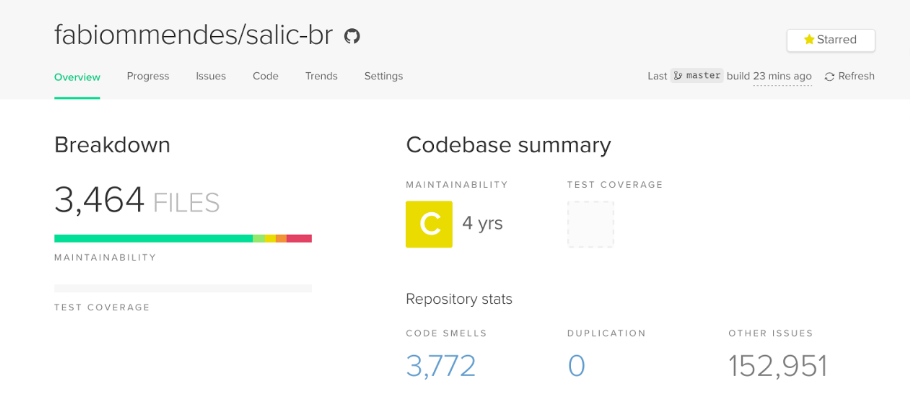 fabiommendes/salic-br
Starred
Overview Progress Issues Code Trends Settings
Last master build 23 mins ago Refresh
Breakdown
3,464 FILES
MAINTAINABILITY
TEST COVERAGE
Codebase summary
MAINTAINABILITY TEST COVERAGE
C 4 yrs
Repository stats
CODE SMELLS DUPLICATION OTHER ISSUES
3,772 0 152,951